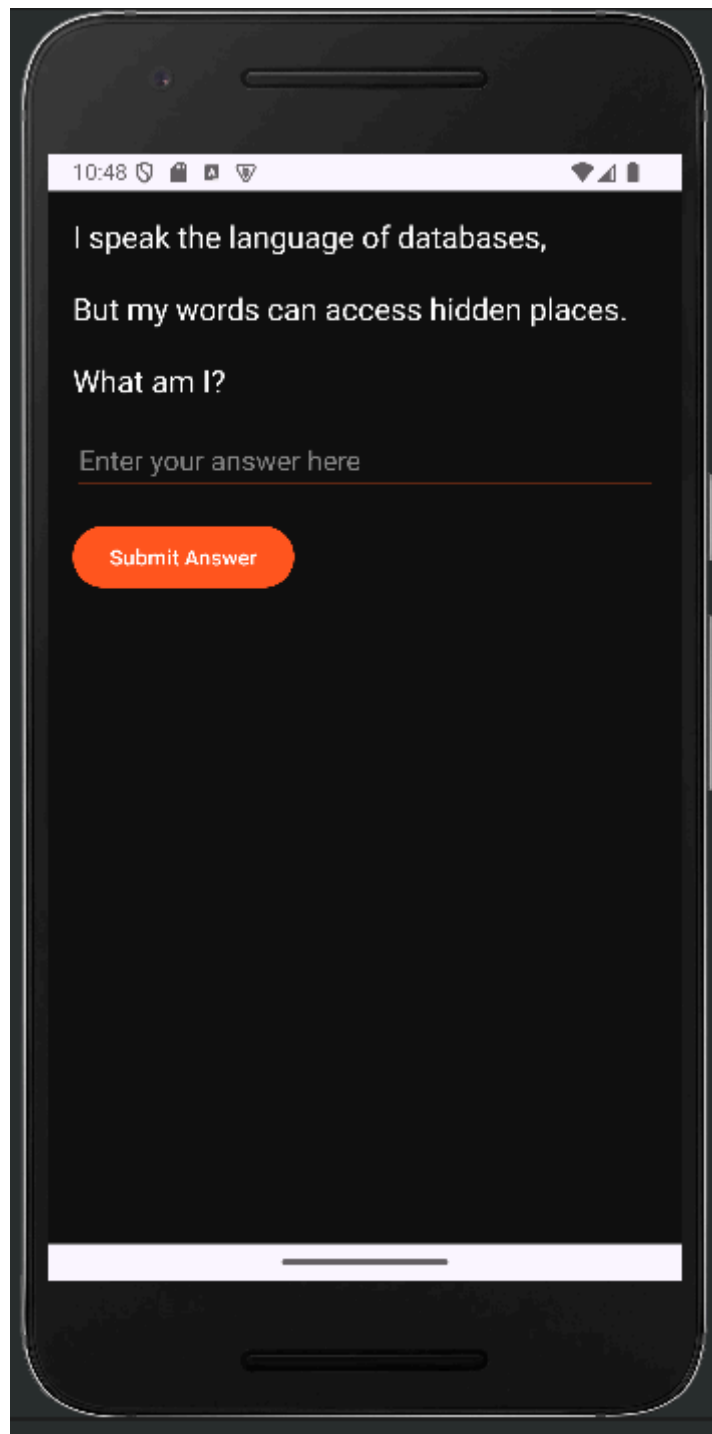 10:48
I speak the language of databases,
But my words can access hidden places.
What am I?
Enter your answer here
Submit Answer